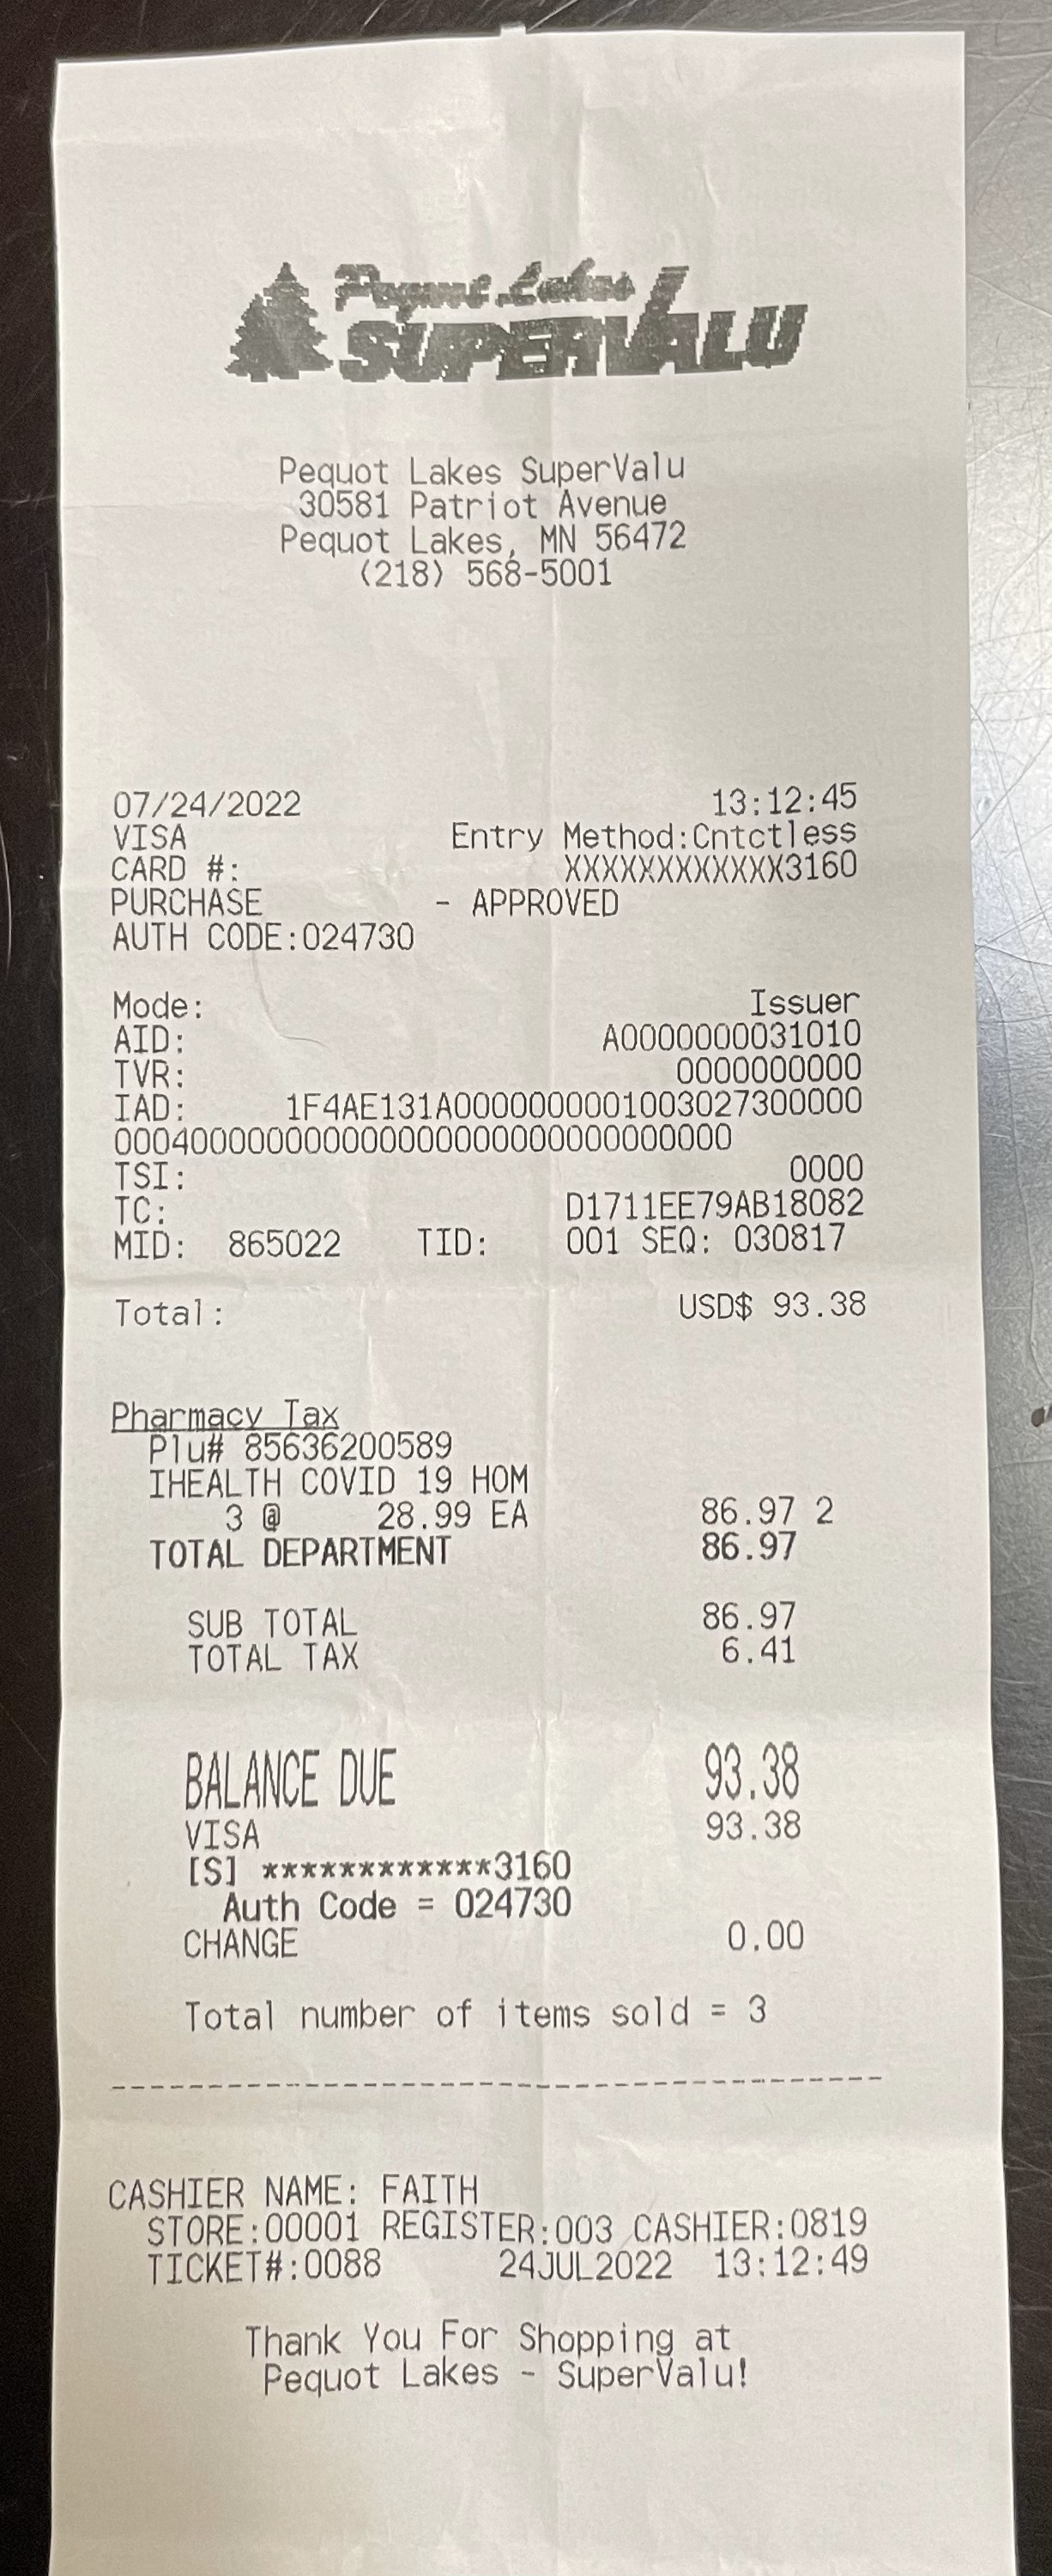 Pequot Lakes
SUPERVALU
Pequot Lakes SuperValu
30581 Patriot Avenue
Pequot Lakes, MN 56472
(218) 568-5001
07/24/2022 13:12:45
VISA Entry Method:Cntctless
CARD #: XXXXXXXXXXXX3160
PURCHASE - APPROVED
AUTH CODE:024730
Mode: Issuer
AID: A0000000031010
TVR: 0000000000
IAD: 1F4AE131A0000000001003027300000
0004000000000000000000000000000000
TSI: 0000
TC: D1711EE79AB18082
MID: 865022 TID: 001 SEQ: 030817
Total: USD$ 93.38
Pharmacy Tax
Plu# 85636200589
IHEALTH COVID 19 HOM
3 @ 28.99 EA 86.97 2
TOTAL DEPARTMENT 86.97
SUB TOTAL 86.97
TOTAL TAX 6.41
BALANCE DUE 93.38
VISA 93.38
[S] ************3160
Auth Code = 024730
CHANGE 0.00
Total number of items sold = 3
------------------------------------------
CASHIER NAME: FAITH
STORE:00001 REGISTER:003 CASHIER:0819
TICKET#:0088 24JUL2022 13:12:49
Thank You For Shopping at
Pequot Lakes - SuperValu!